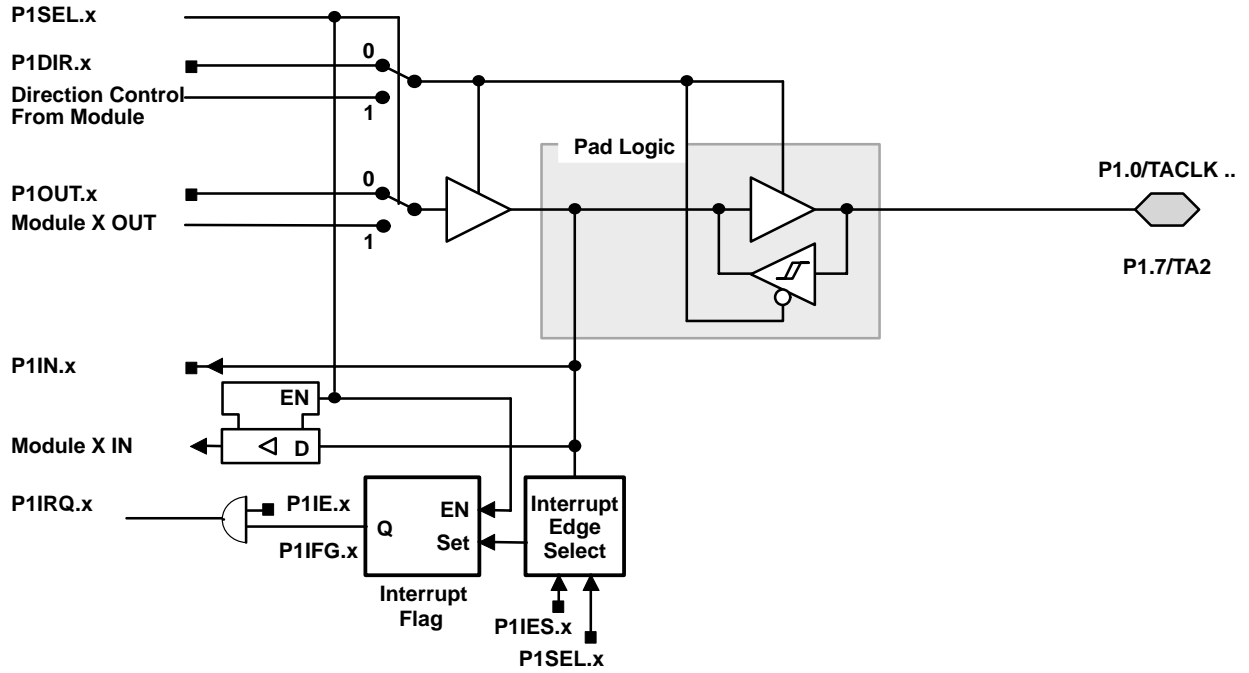 P1SEL.x
P1DIR.x
0
Direction Control
From Module
1
Pad Logic
P1.0/TACLK ..
P1OUT.x
0
Module X OUT
1
P1.7/TA2
P1IN.x
EN
Module X IN
D
P1IRQ.x
P1IE.x
P1IFG.x
Q
EN
Set
Interrupt
Edge
Select
Interrupt
Flag
P1IES.x
P1SEL.x